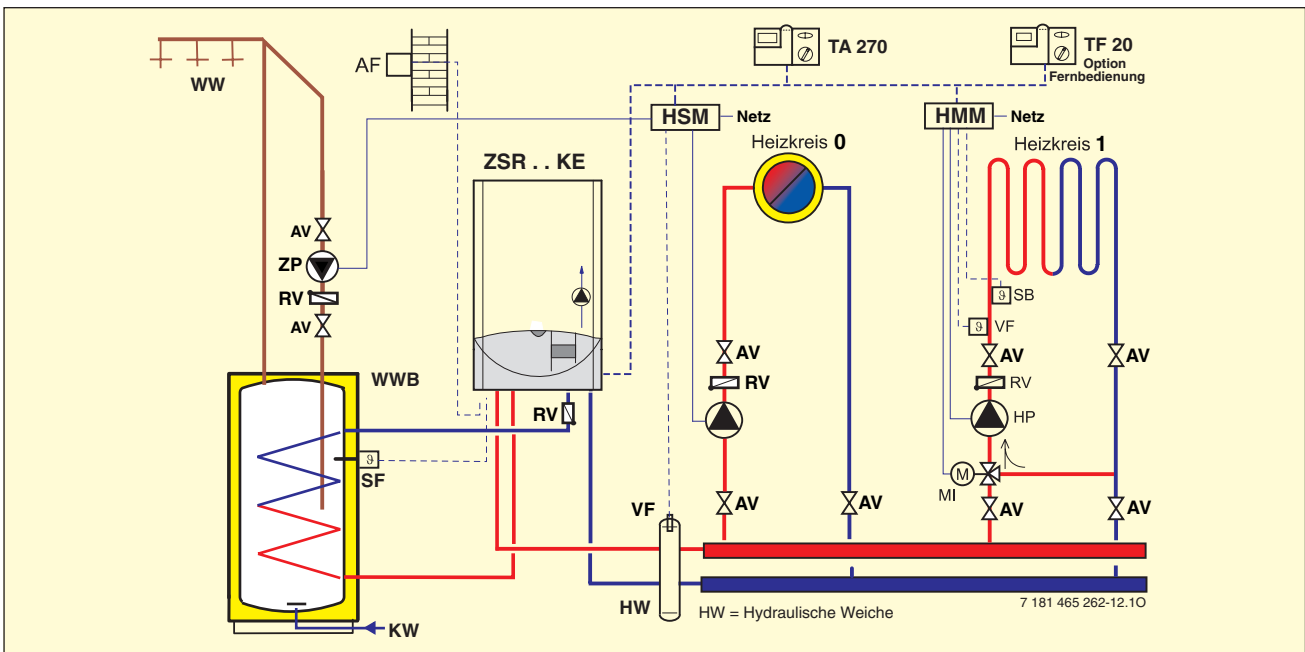 TA 270
TF 20
Option
Fernbedienung
AF
WW
HSM
Netz
HMM
Netz
Heizkreis 0
Heizkreis 1
ZSR . . KE
AV
ZP
RV
AV
ϑ SB
ϑ VF
AV
RV
AV
RV
HP
AV
WWB
RV
ϑ
SF
M
MI
VF
AV
AV
AV
HW
HW = Hydraulische Weiche
7 181 465 262-12.1O
KW